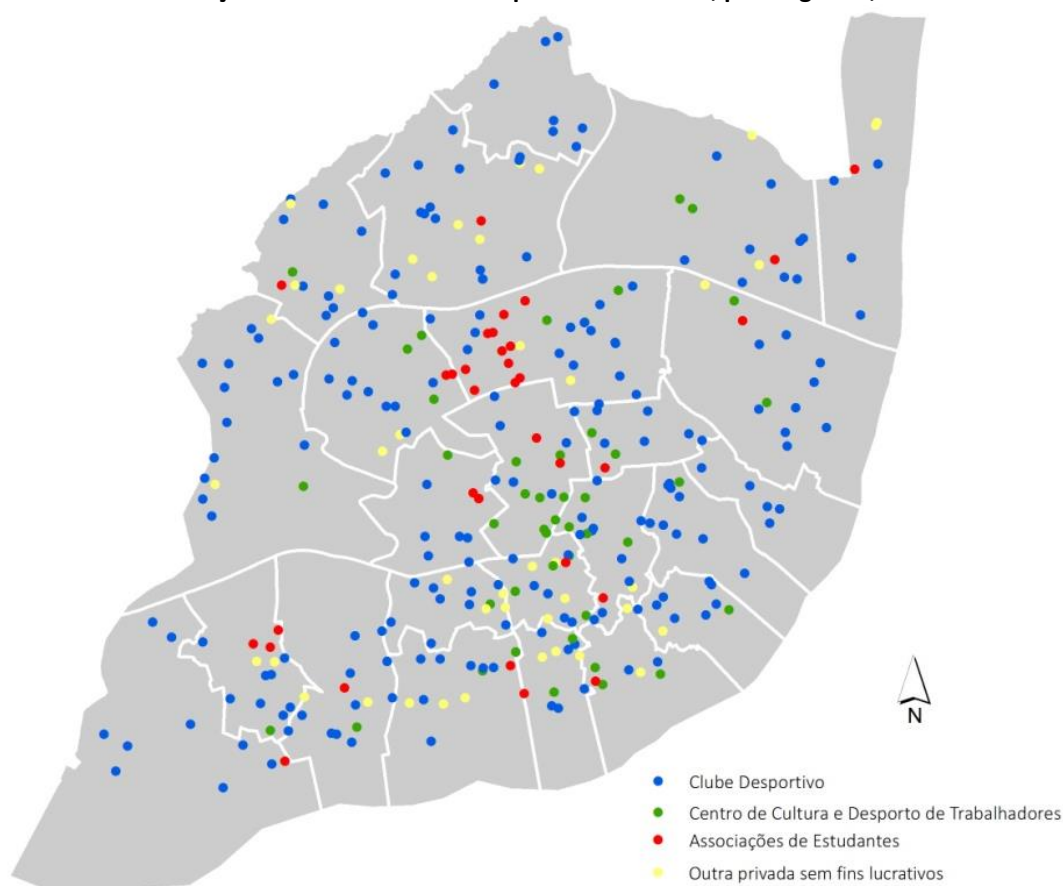 N
Clube Desportivo
Centro de Cultura e Desporto de Trabalhadores
Associações de Estudantes
Outra privada sem fins lucrativos